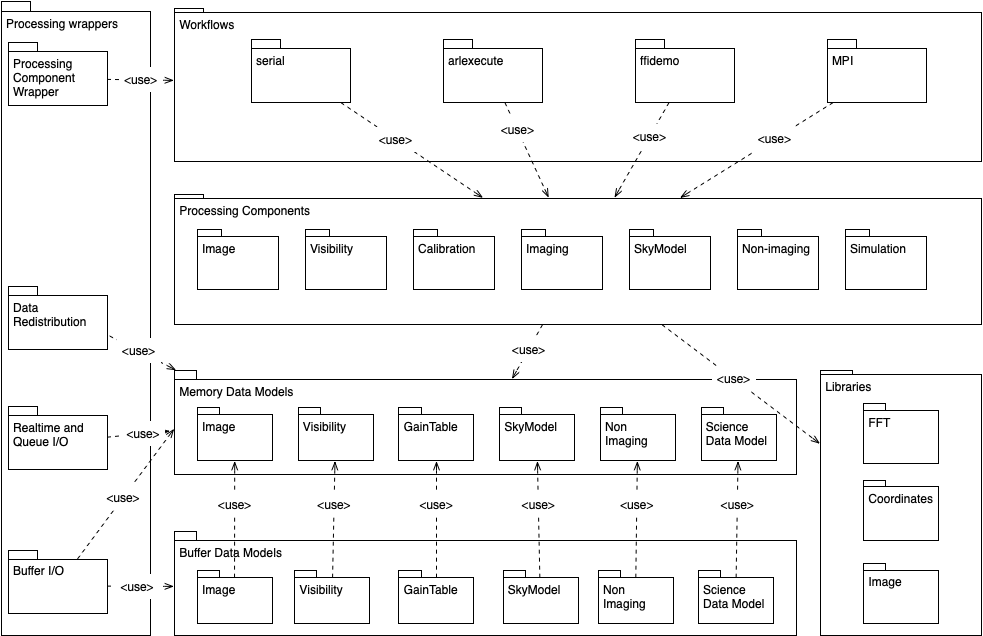 Processing wrappers
Processing
Component
Wrapper
<use>
Workflows
serial
arlexecute
ffidemo
MPI
<use>
<use>
<use>
<use>
Processing Components
Image
Visibility
Calibration
Imaging
SkyModel
Non-imaging
Simulation
Data
Redistribution
<use>
<use>
<use>
Memory Data Models
Image
Visibility
GainTable
SkyModel
Non
Imaging
Science
Data Model
Libraries
FFT
Coordinates
Image
Realtime and
Queue I/O
<use>
<use>
<use>
<use>
<use>
<use>
<use>
<use>
Buffer Data Models
Buffer I/O
<use>
Image
Visibility
GainTable
SkyModel
Non
Imaging
Science
Data Model